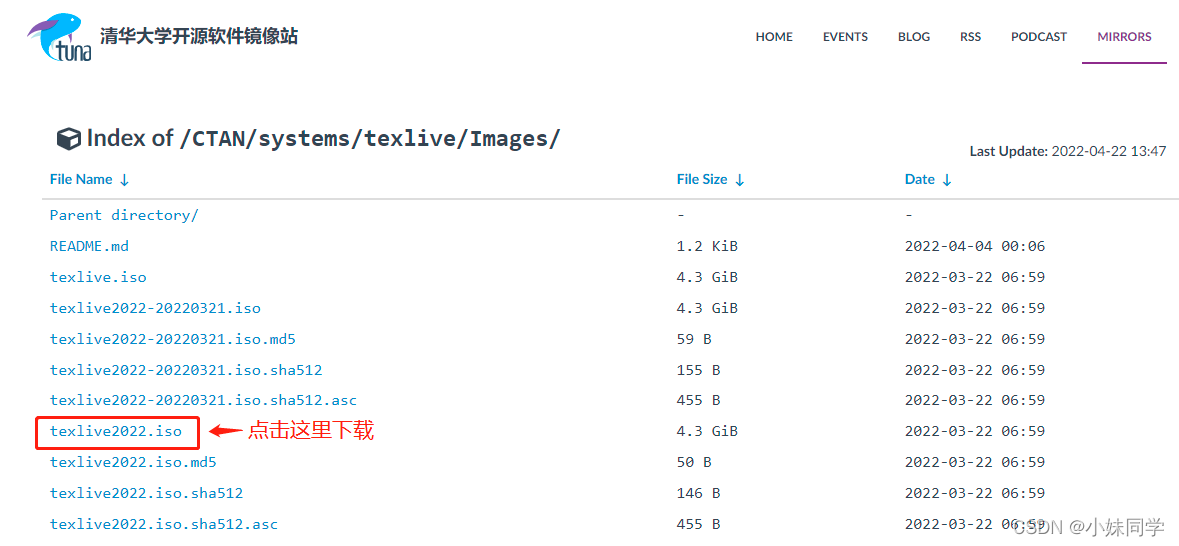 tuna 清华大学开源软件镜像站 HOME EVENTS BLOG RSS PODCAST MIRRORS
Index of /CTAN/systems/texlive/Images/
Last Update: 2022-04-22 13:47
File Name ↓ File Size ↓ Date ↓
Parent directory/ - -
README.md 1.2 KiB 2022-04-04 00:06
texlive.iso 4.3 GiB 2022-03-22 06:59
texlive2022-20220321.iso 4.3 GiB 2022-03-22 06:59
texlive2022-20220321.iso.md5 59 B 2022-03-22 06:59
texlive2022-20220321.iso.sha512 155 B 2022-03-22 06:59
texlive2022-20220321.iso.sha512.asc 455 B 2022-03-22 06:59
texlive2022.iso 点击这里下载 4.3 GiB 2022-03-22 06:59
texlive2022.iso.md5 50 B 2022-03-22 06:59
texlive2022.iso.sha512 146 B 2022-03-22 06:59
texlive2022.iso.sha512.asc 455 B 2022-03-22 06:59
CSDN @小妹同学